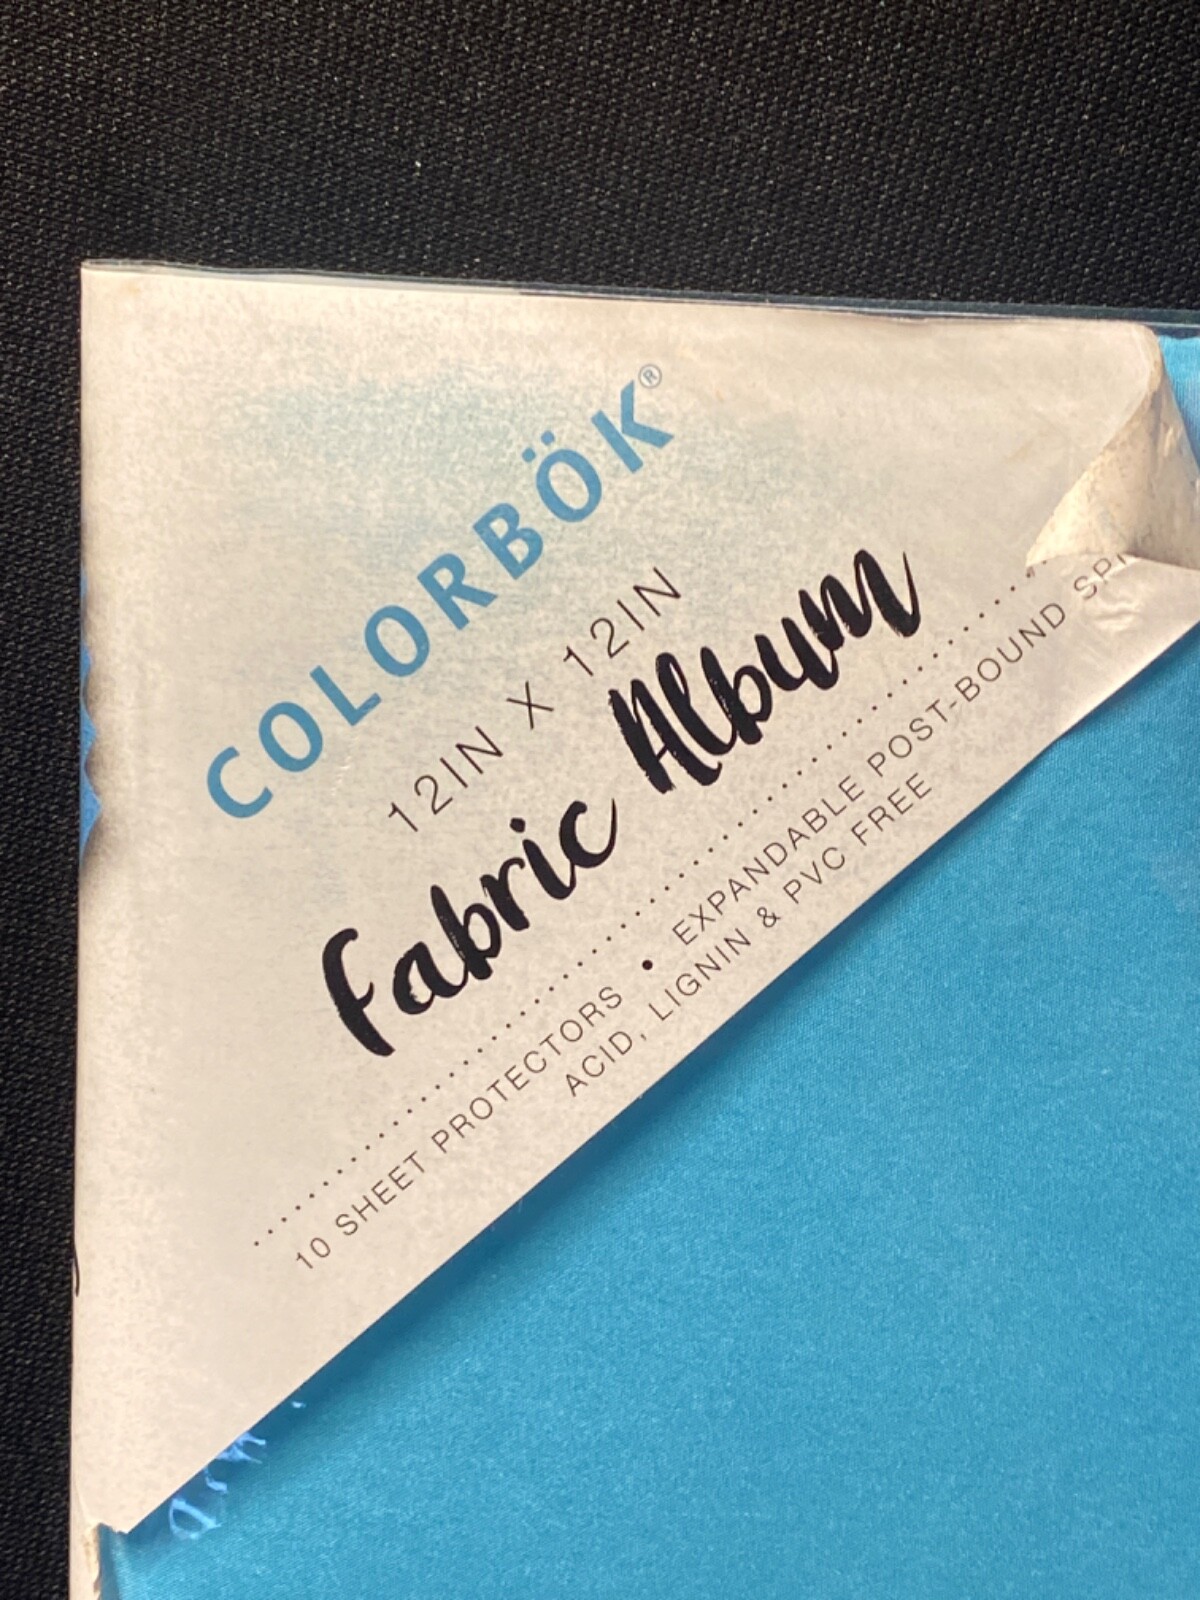 COLORBÖK®
12IN X 12IN
Fabric Album
10 SHEET PROTECTORS • EXPANDABLE POST-BOUND
ACID, LIGNIN & PVC FREE